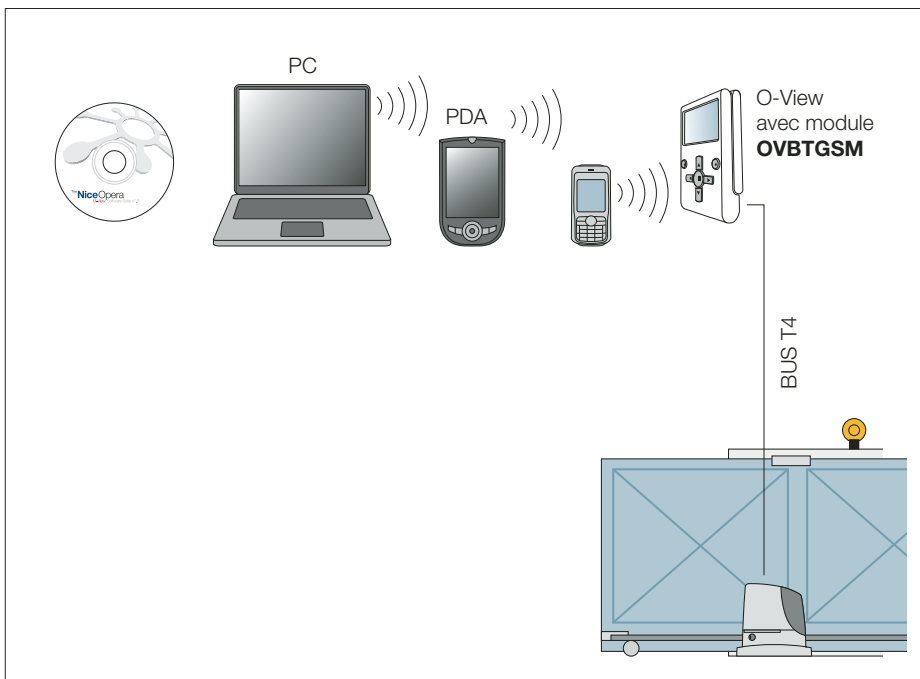 PC
PDA
O-View
avec module
OVBTGSM
NiceOpera
BUS T4